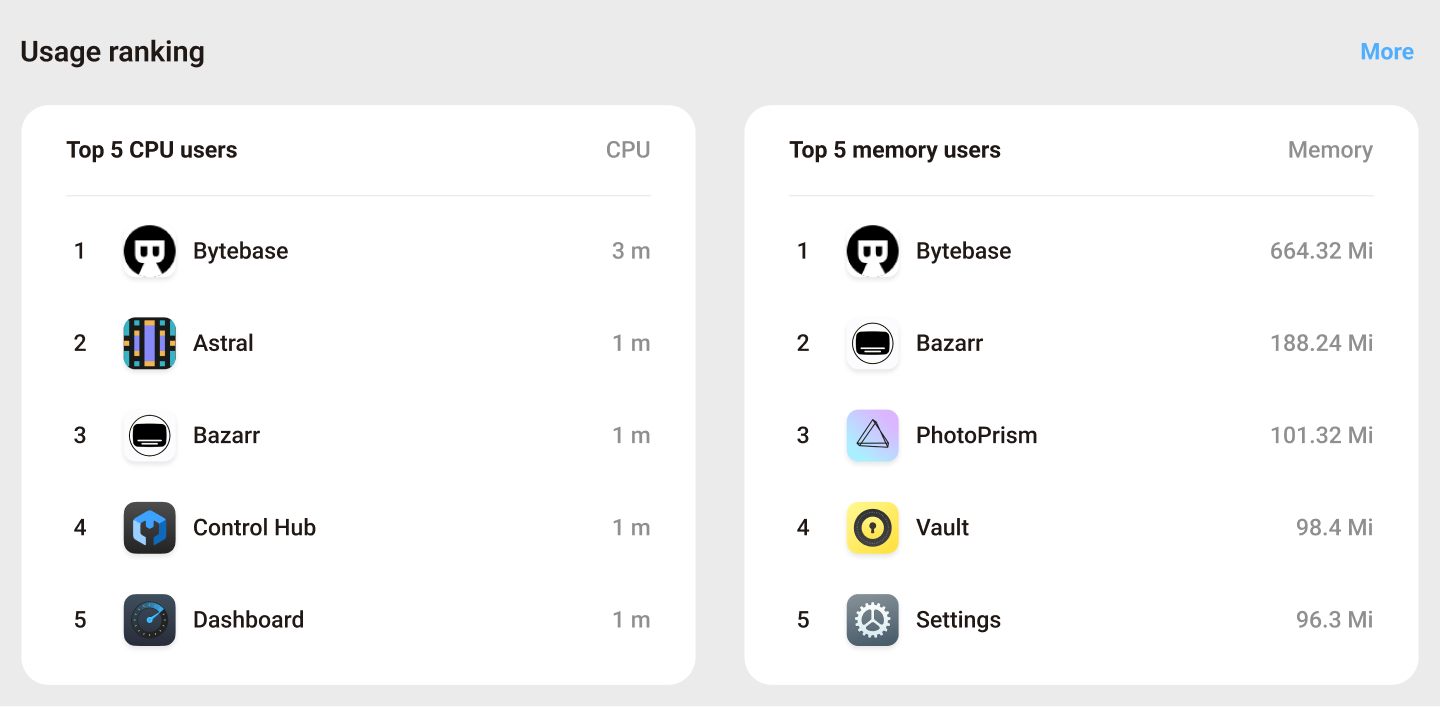 Usage ranking
More
Top 5 CPU users CPU
1 Bytebase 3 m
2 Astral 1 m
3 Bazarr 1 m
4 Control Hub 1 m
5 Dashboard 1 m
Top 5 memory users Memory
1 Bytebase 664.32 Mi
2 Bazarr 188.24 Mi
3 PhotoPrism 101.32 Mi
4 Vault 98.4 Mi
5 Settings 96.3 Mi